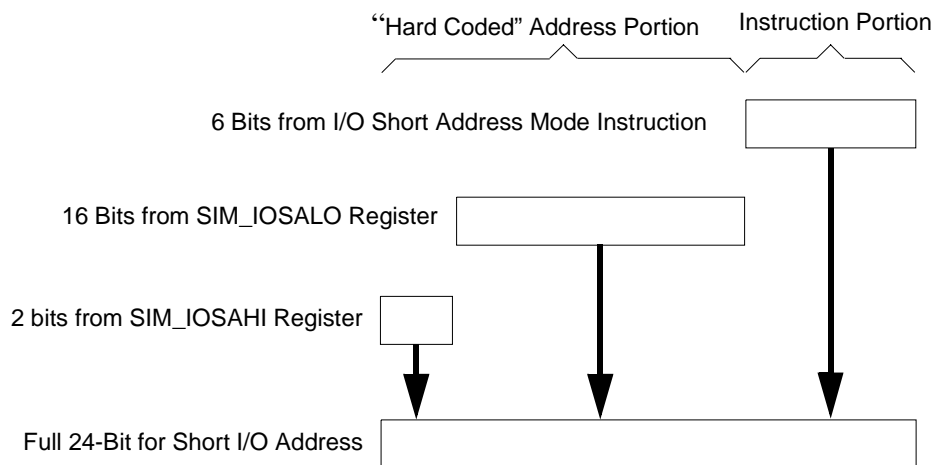 “Hard Coded” Address Portion
Instruction Portion
6 Bits from I/O Short Address Mode Instruction
16 Bits from SIM_IOSALO Register
2 bits from SIM_IOSAHI Register
Full 24-Bit for Short I/O Address